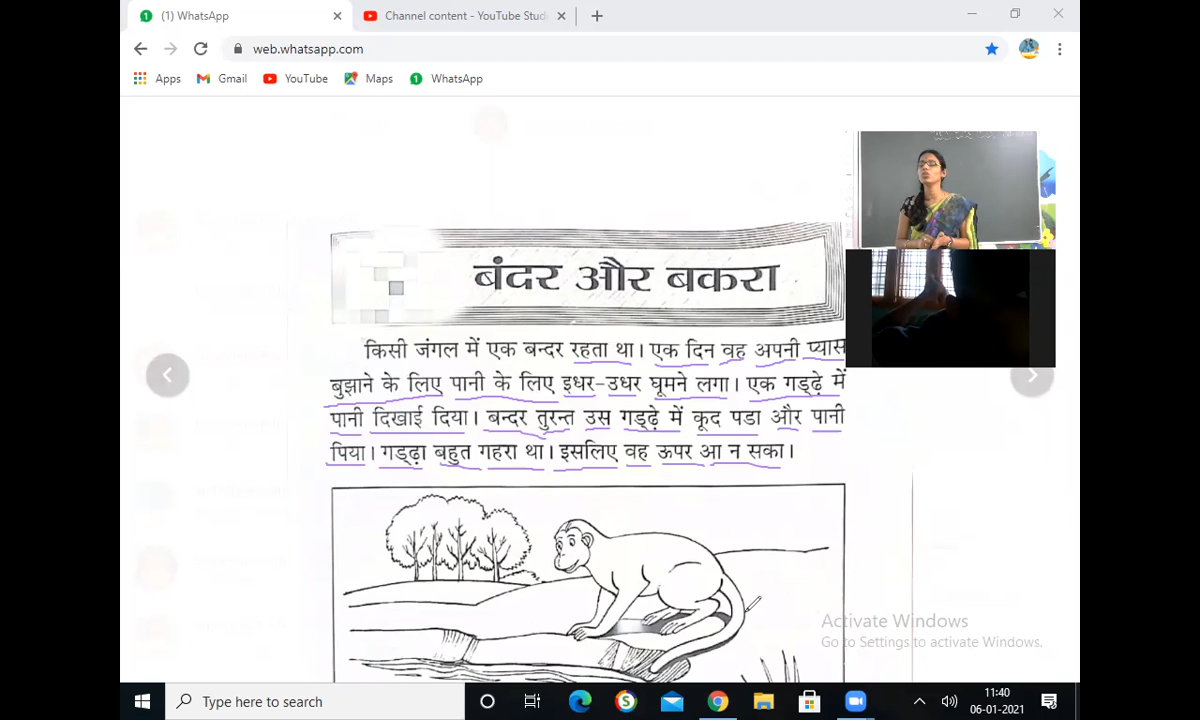 (1) WhatsApp
Channel content - YouTube Stud
web.whatsapp.com
Apps
Gmail
YouTube
Maps
WhatsApp
बंदर और बकरा
किसी जंगल में एक बन्दर रहता था। एक दिन वह अपनी प्यास
बुझाने के लिए पानी के लिए इधर-उधर घूमने लगा। एक गड्ढ़े में
पानी दिखाई दिया। बन्दर तुरन्त उस गड्ढ़े में कूद पडा और पानी
पिया। गड्ढ़ा बहुत गहरा था। इसलिए वह ऊपर आ न सका।
Activate Windows
Go to Settings to activate Windows.
Type here to search
11:40
06-01-2021